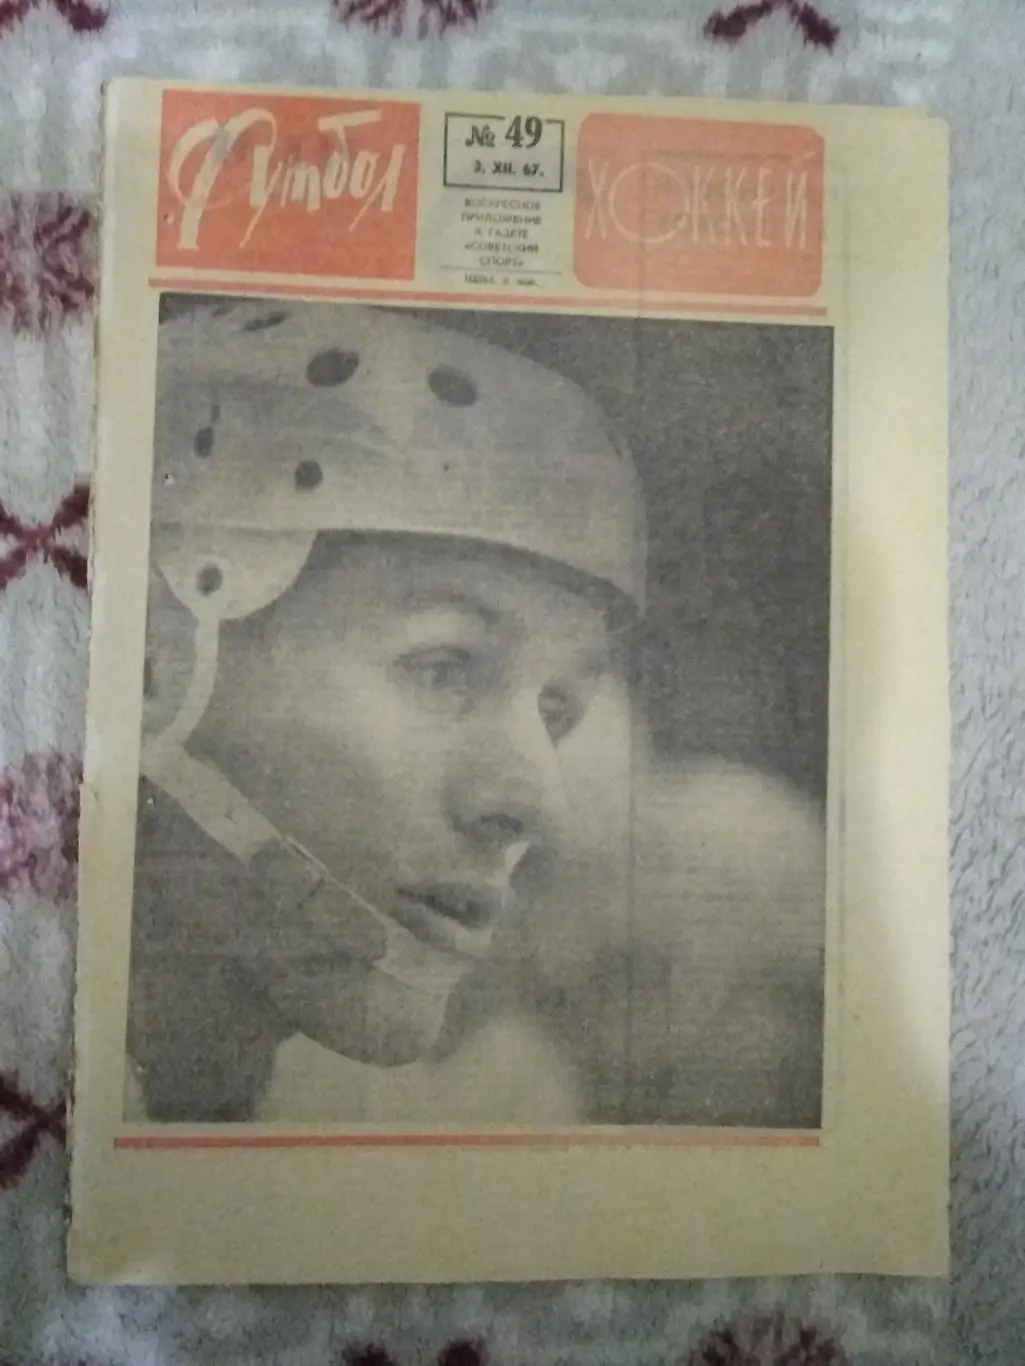 Футбол
№ 49
3. XII. 67.
ВОСКРЕСНОЕ
ПРИЛОЖЕНИЕ
К ГАЗЕТЕ
«СОВЕТСКИЙ
СПОРТ»
ХОККЕЙ